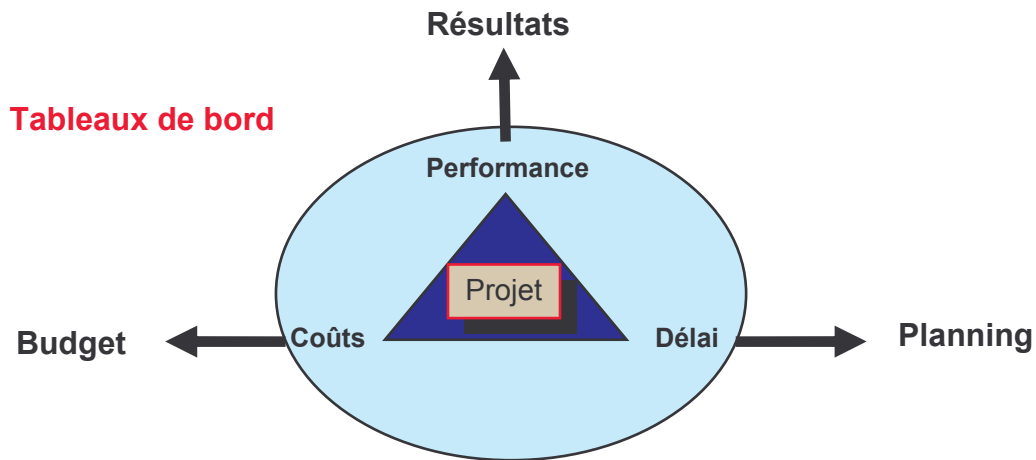 Résultats
Tableaux de bord
Performance
Projet
Budget
Coûts
Délai
Planning